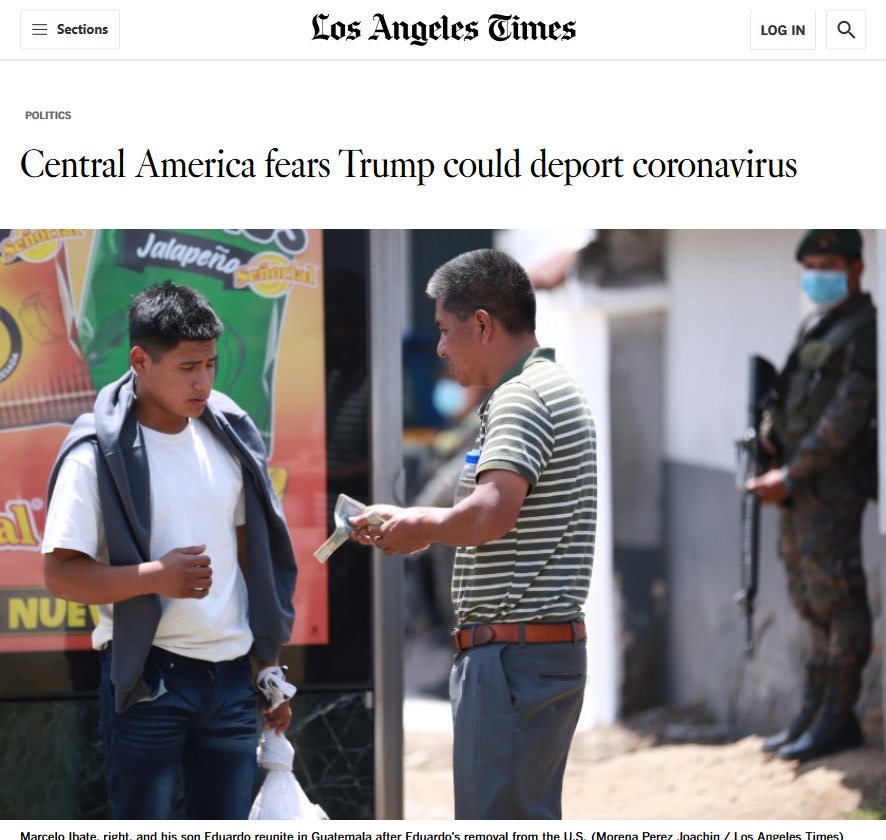 Sections
Los Angeles Times
LOG IN
POLITICS
Central America fears Trump could deport coronavirus
Señorial
Jalapeño
Señorial
al
NUE
Marcelo Ibate, right, and his son Eduardo reunite in Guatemala after Eduardo's removal from the U.S. (Morena Perez Joachin / Los Angeles Times)